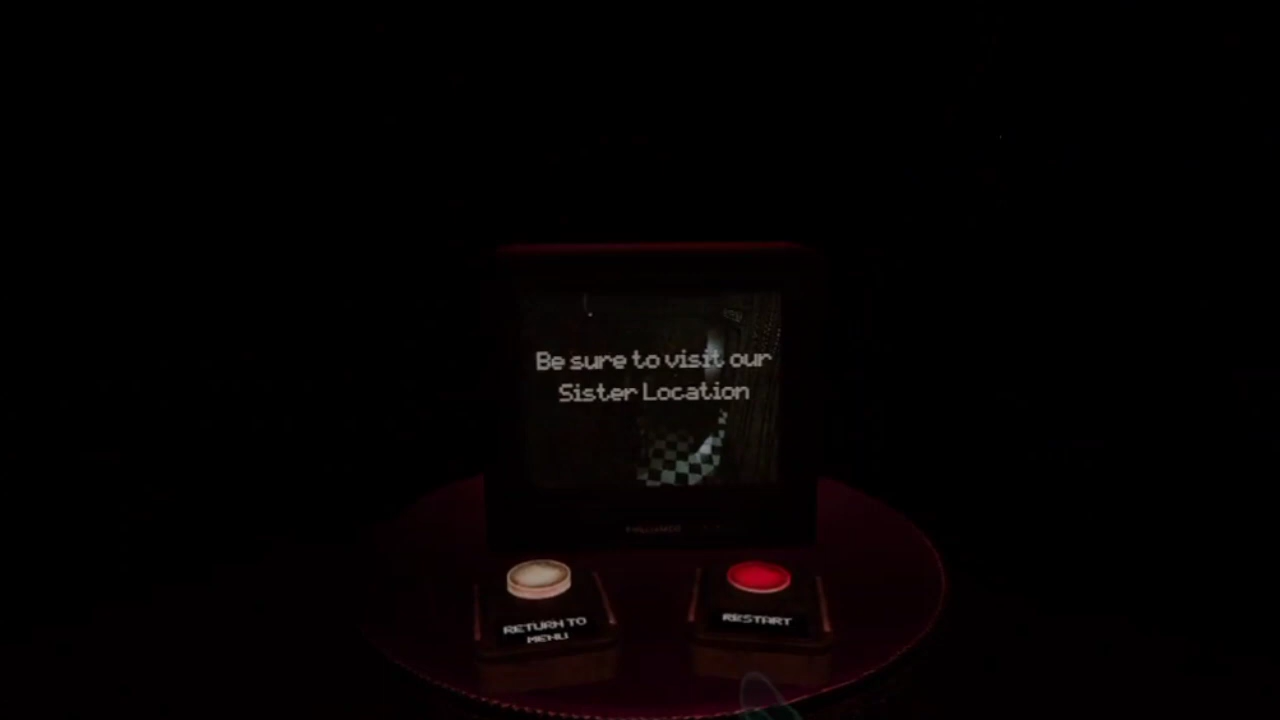 Be sure to visit our
Sister Location
RETURN TO
MENU
RESTART